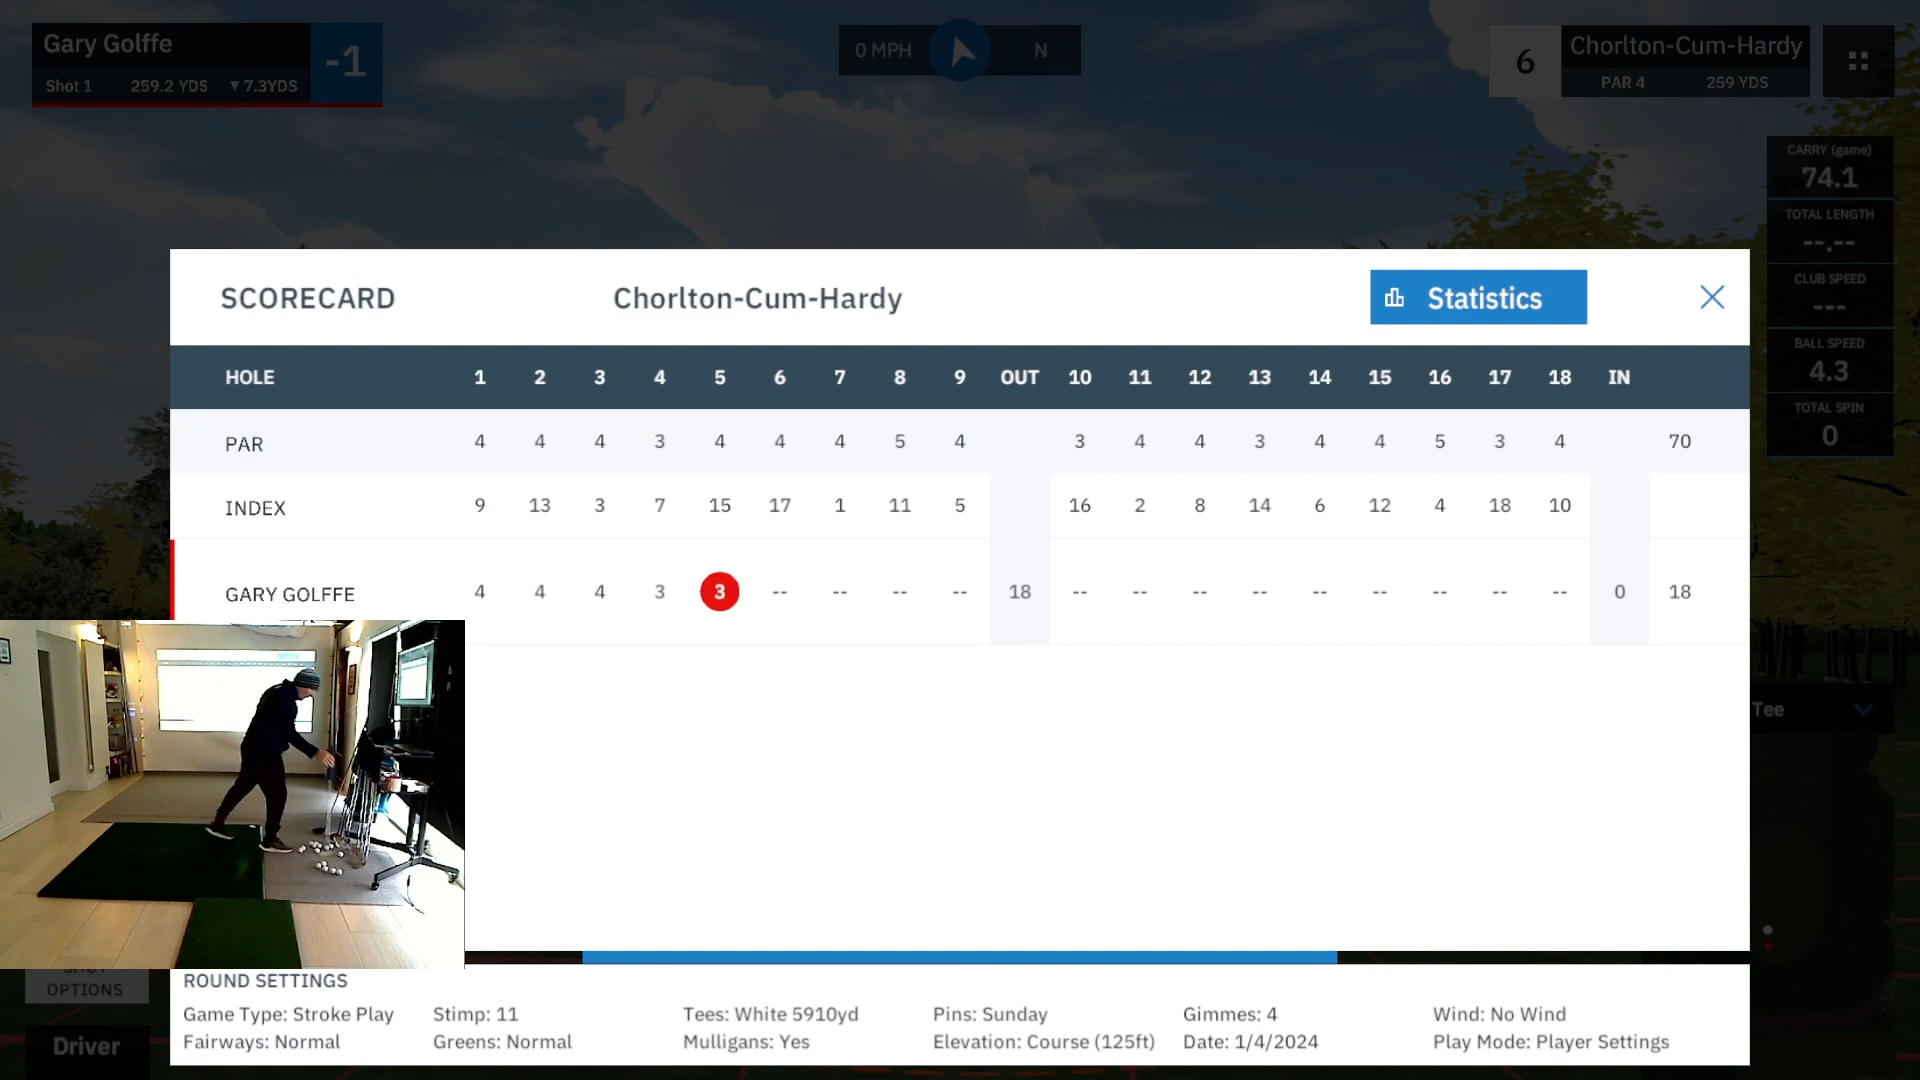 Gary Golffe
-1
Shot 1 259.2 YDS ▼7.3YDS
0 MPH N
6
Chorlton-Cum-Hardy
PAR 4 259 YDS
CARRY (game)
74.1
TOTAL LENGTH
--.--
CLUB SPEED
---
BALL SPEED
4.3
TOTAL SPIN
0
SCORECARD Chorlton-Cum-Hardy Statistics
HOLE 1 2 3 4 5 6 7 8 9 OUT 10 11 12 13 14 15 16 17 18 IN
PAR 4 4 4 3 4 4 4 5 4 3 4 4 3 4 4 5 3 4 70
INDEX 9 13 3 7 15 17 1 11 5 16 2 8 14 6 12 4 18 10
GARY GOLFFE 4 4 4 3 3 -- -- -- -- 18 -- -- -- -- -- -- -- -- -- 0 18
Tee
OPTIONS
Driver
ROUND SETTINGS
Game Type: Stroke Play Stimp: 11 Tees: White 5910yd Pins: Sunday Gimmes: 4 Wind: No Wind
Fairways: Normal Greens: Normal Mulligans: Yes Elevation: Course (125ft) Date: 1/4/2024 Play Mode: Player Settings